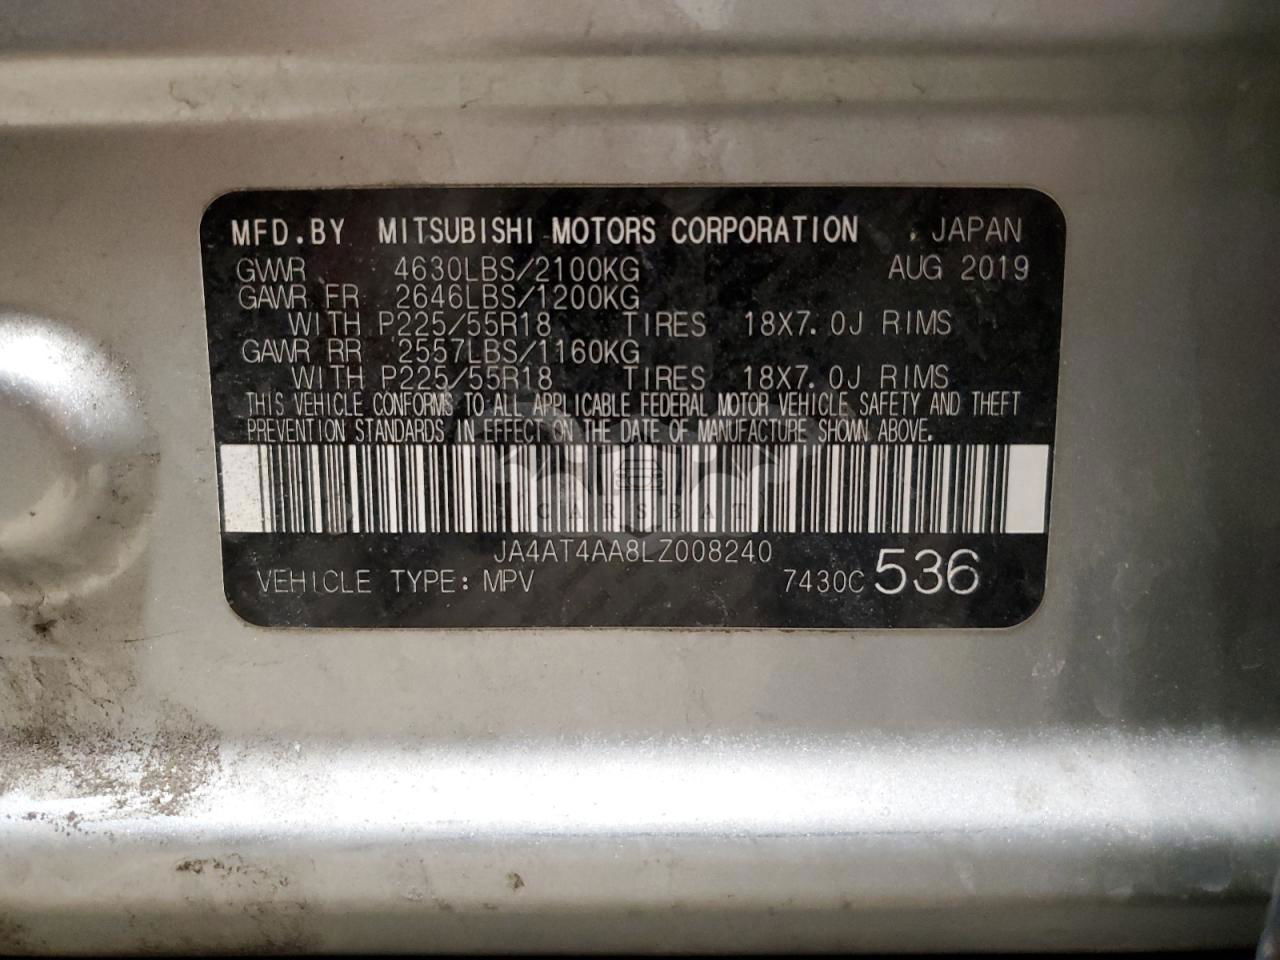 MFD.BY MITSUBISHI MOTORS CORPORATION JAPAN
GVWR 4630LBS/2100KG AUG 2019
GAWR FR 2646LBS/1200KG
WITH P225/55R18 TIRES 18X7.0J RIMS
GAWR RR 2557LBS/1160KG
WITH P225/55R18 TIRES 18X7.0J RIMS
THIS VEHICLE CONFORMS TO ALL APPLICABLE FEDERAL MOTOR VEHICLE SAFETY AND THEFT
PREVENTION STANDARDS IN EFFECT ON THE DATE OF MANUFACTURE SHOWN ABOVE.
CARSBAT
JA4AT4AA8LZ008240
VEHICLE TYPE: MPV 7430C 536